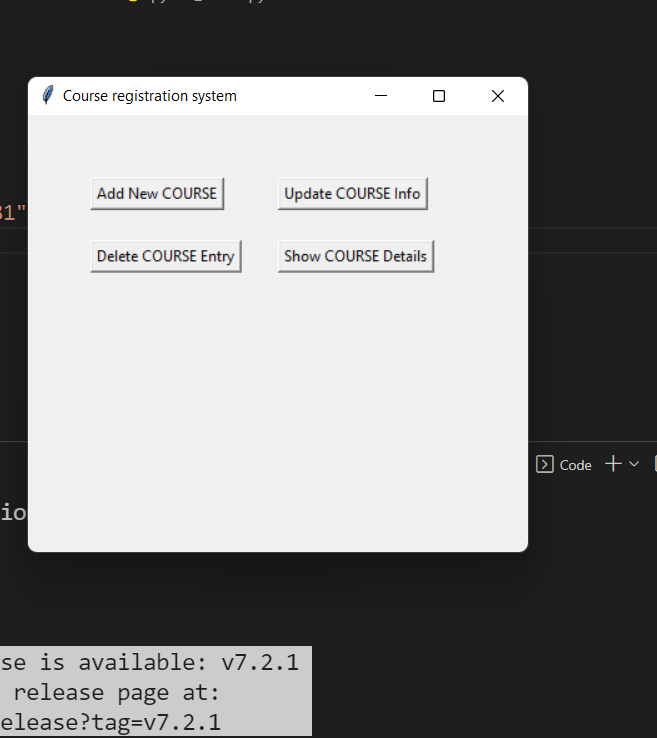 Course registration system
Add New COURSE
Update COURSE Info
Delete COURSE Entry
Show COURSE Details
Code
se is available: v7.2.1
release page at:
elease?tag=v7.2.1